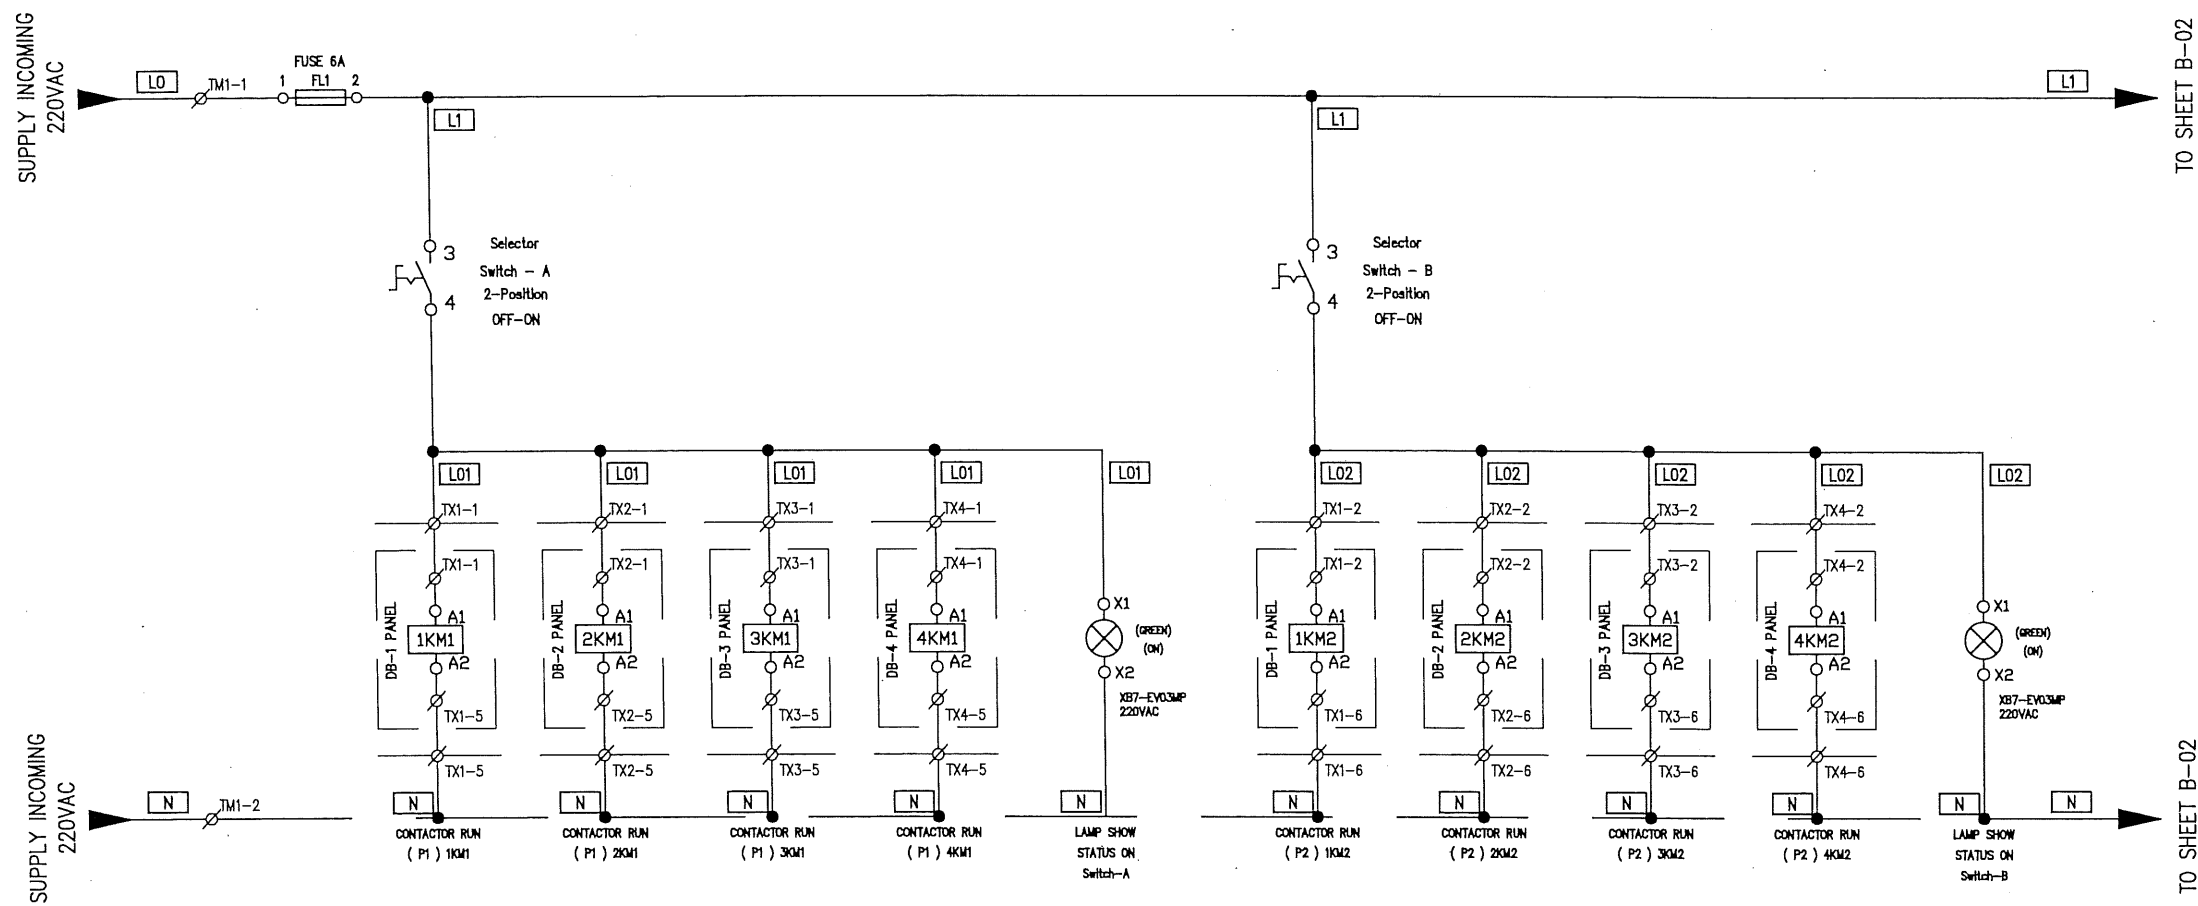 SUPPLY INCOMING
220VAC
L0
TM1-1
FUSE 6A
1 FL1 2
L1
TO SHEET B-02
L1
L1
3
4
Selector
Switch - A
2-Position
OFF-ON
3
4
Selector
Switch - B
2-Position
OFF-ON
L01 L01 L01 L01 L01 L02 L02 L02 L02 L02
TX1-1 TX2-1 TX3-1 TX4-1 TX1-2 TX2-2 TX3-2 TX4-2
TX1-1 TX2-1 TX3-1 TX4-1 TX1-2 TX2-2 TX3-2 TX4-2
DB-1 PANEL
A1
1KM1
A2
DB-2 PANEL
A1
2KM1
A2
DB-3 PANEL
A1
3KM1
A2
DB-4 PANEL
A1
4KM1
A2
X1
(GREEN)
(ON)
X2
XB7-EV03MP
220VAC
DB-1 PANEL
A1
1KM2
A2
DB-2 PANEL
A1
2KM2
A2
DB-3 PANEL
A1
3KM2
A2
DB-4 PANEL
A1
4KM2
A2
X1
(GREEN)
(ON)
X2
XB7-EV03MP
220VAC
TX1-5 TX2-5 TX3-5 TX4-5 TX1-6 TX2-6 TX3-6 TX4-6
TX1-5 TX2-5 TX3-5 TX4-5 TX1-6 TX2-6 TX3-6 TX4-6
SUPPLY INCOMING
220VAC
N
TM1-2
N N N N N N N N N N N
TO SHEET B-02
CONTACTOR RUN
( P1 ) 1KM1
CONTACTOR RUN
( P1 ) 2KM1
CONTACTOR RUN
( P1 ) 3KM1
CONTACTOR RUN
( P1 ) 4KM1
LAMP SHOW
STATUS ON
Switch-A
CONTACTOR RUN
( P2 ) 1KM2
CONTACTOR RUN
( P2 ) 2KM2
CONTACTOR RUN
( P2 ) 3KM2
CONTACTOR RUN
( P2 ) 4KM2
LAMP SHOW
STATUS ON
Switch-B